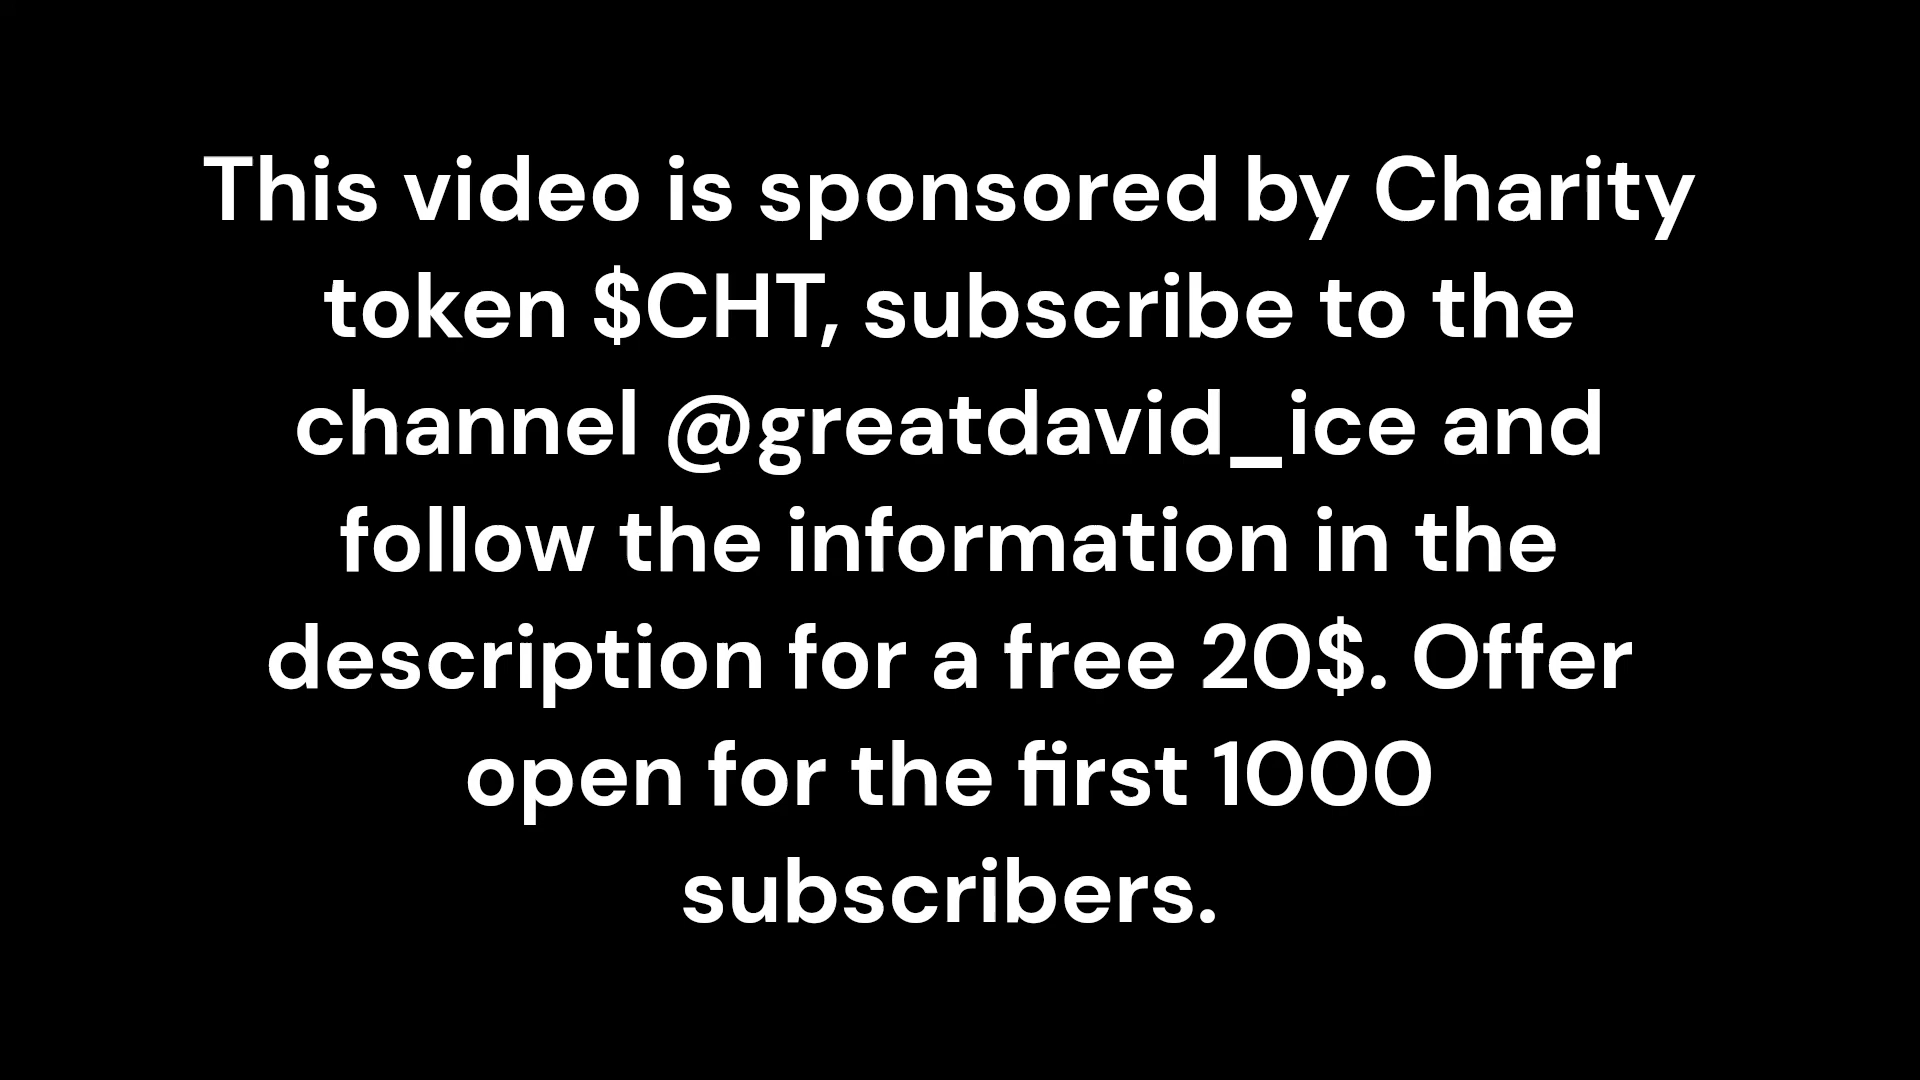 This video is sponsored by Charity
token $CHT, subscribe to the
channel @greatdavid_ice and
follow the information in the
description for a free 20$. Offer
open for the first 1000
subscribers.